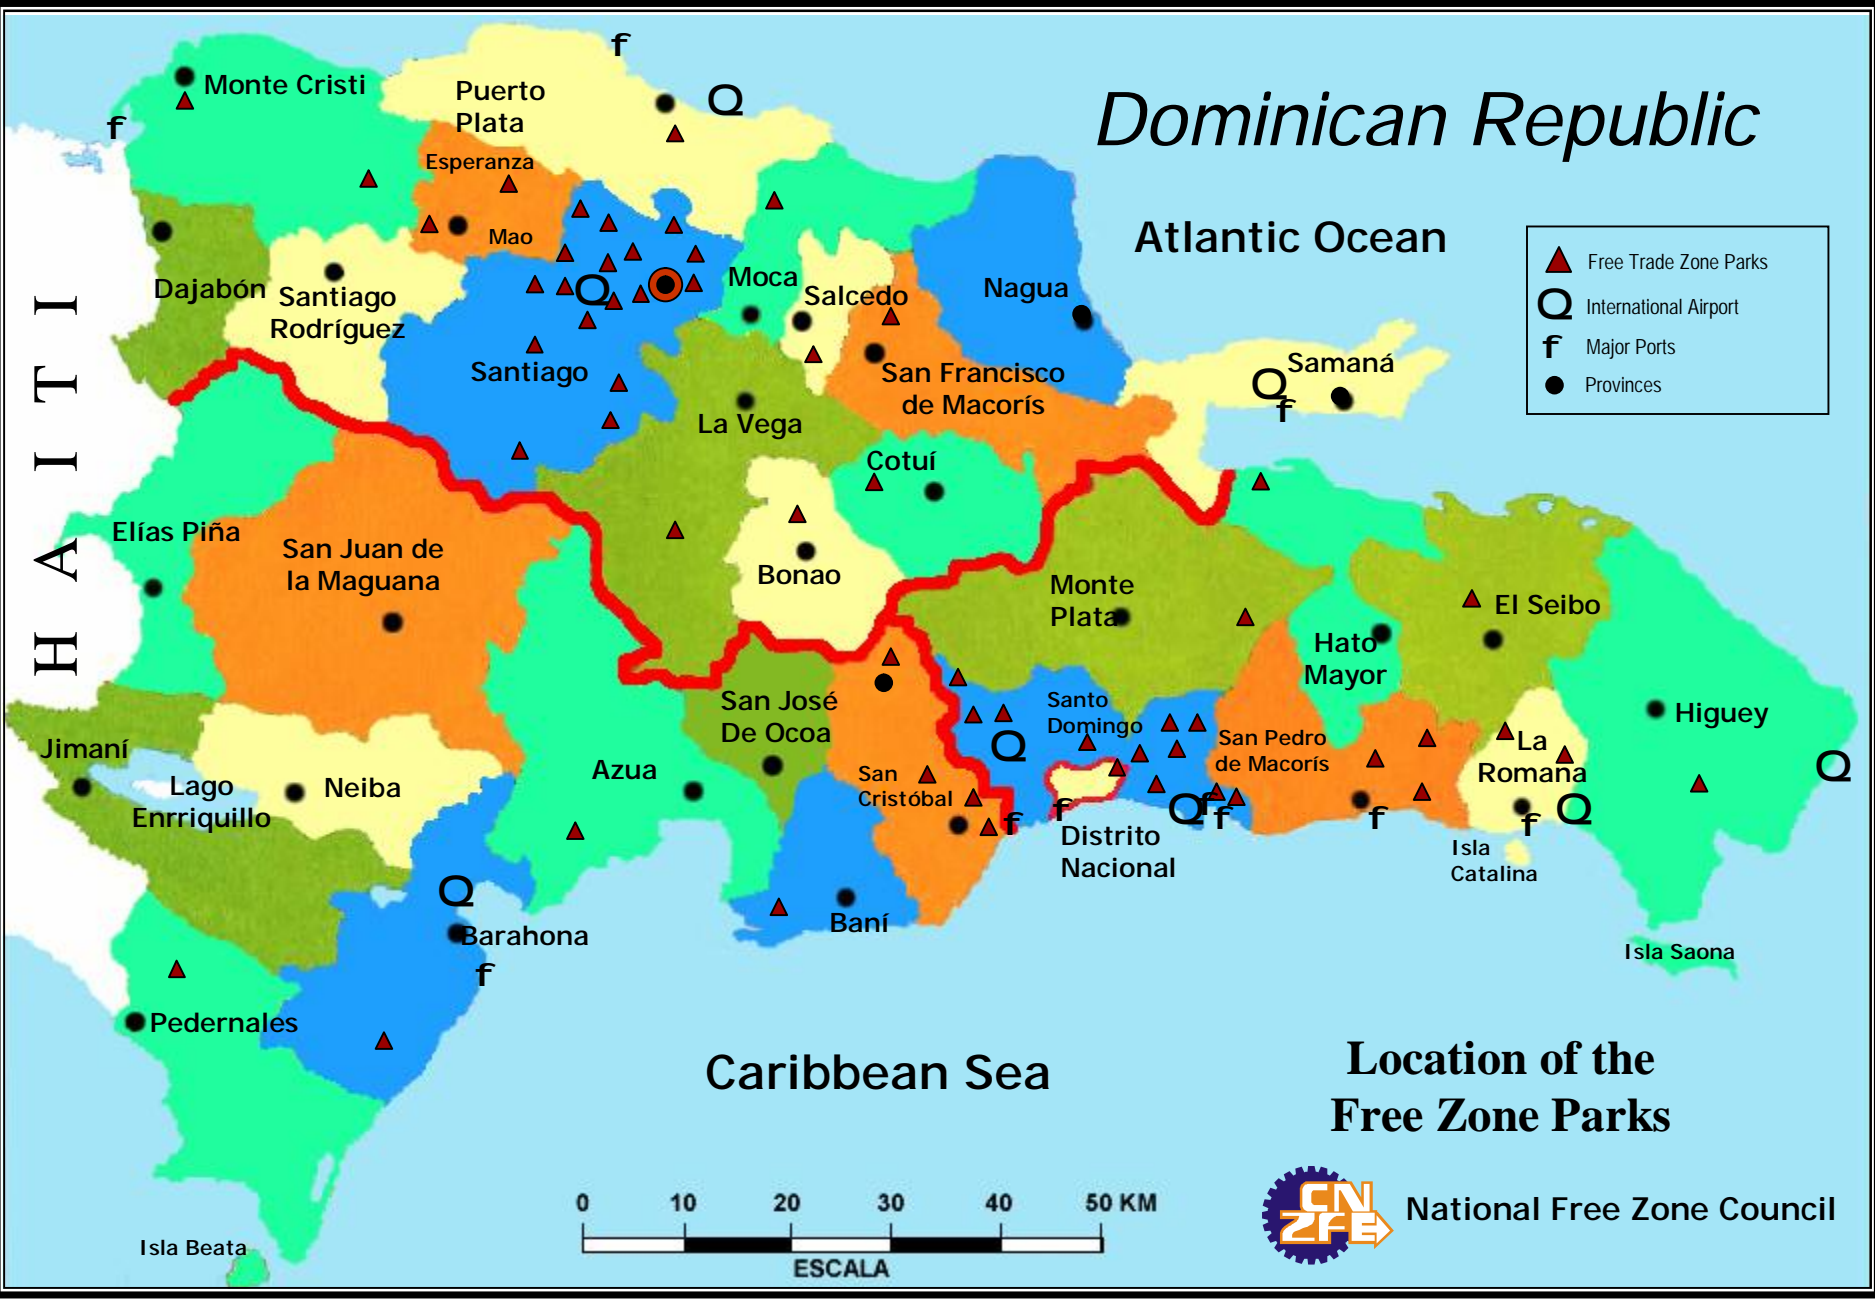 Dominican Republic
Atlantic Ocean
Free Trade Zone Parks
Q International Airport
f Major Ports
Provinces
HAITI
Monte Cristi
f
Puerto
Plata
f
Q
Esperanza
Mao
Dajabón
Santiago
Rodríguez
Q
Santiago
Moca
Salcedo
Nagua
San Francisco
de Macorís
Samaná
Q
f
La Vega
Cotuí
Elías Piña
San Juan de
la Maguana
Bonao
Monte
Plata
El Seibo
Hato
Mayor
Higuey
Q
Jimaní
Lago
Enrriquillo
Neiba
Azua
San José
De Ocoa
San
Cristóbal
f
Santo
Domingo
Q
f
Distrito
Nacional
Q
f
f
San Pedro
de Macorís
f
La
Romana
Q
f
Isla
Catalina
Isla Saona
Baní
Q
Barahona
f
Pedernales
Isla Beata
Caribbean Sea
Location of the
Free Zone Parks
0 10 20 30 40 50 KM
ESCALA
CN
ZFE
National Free Zone Council